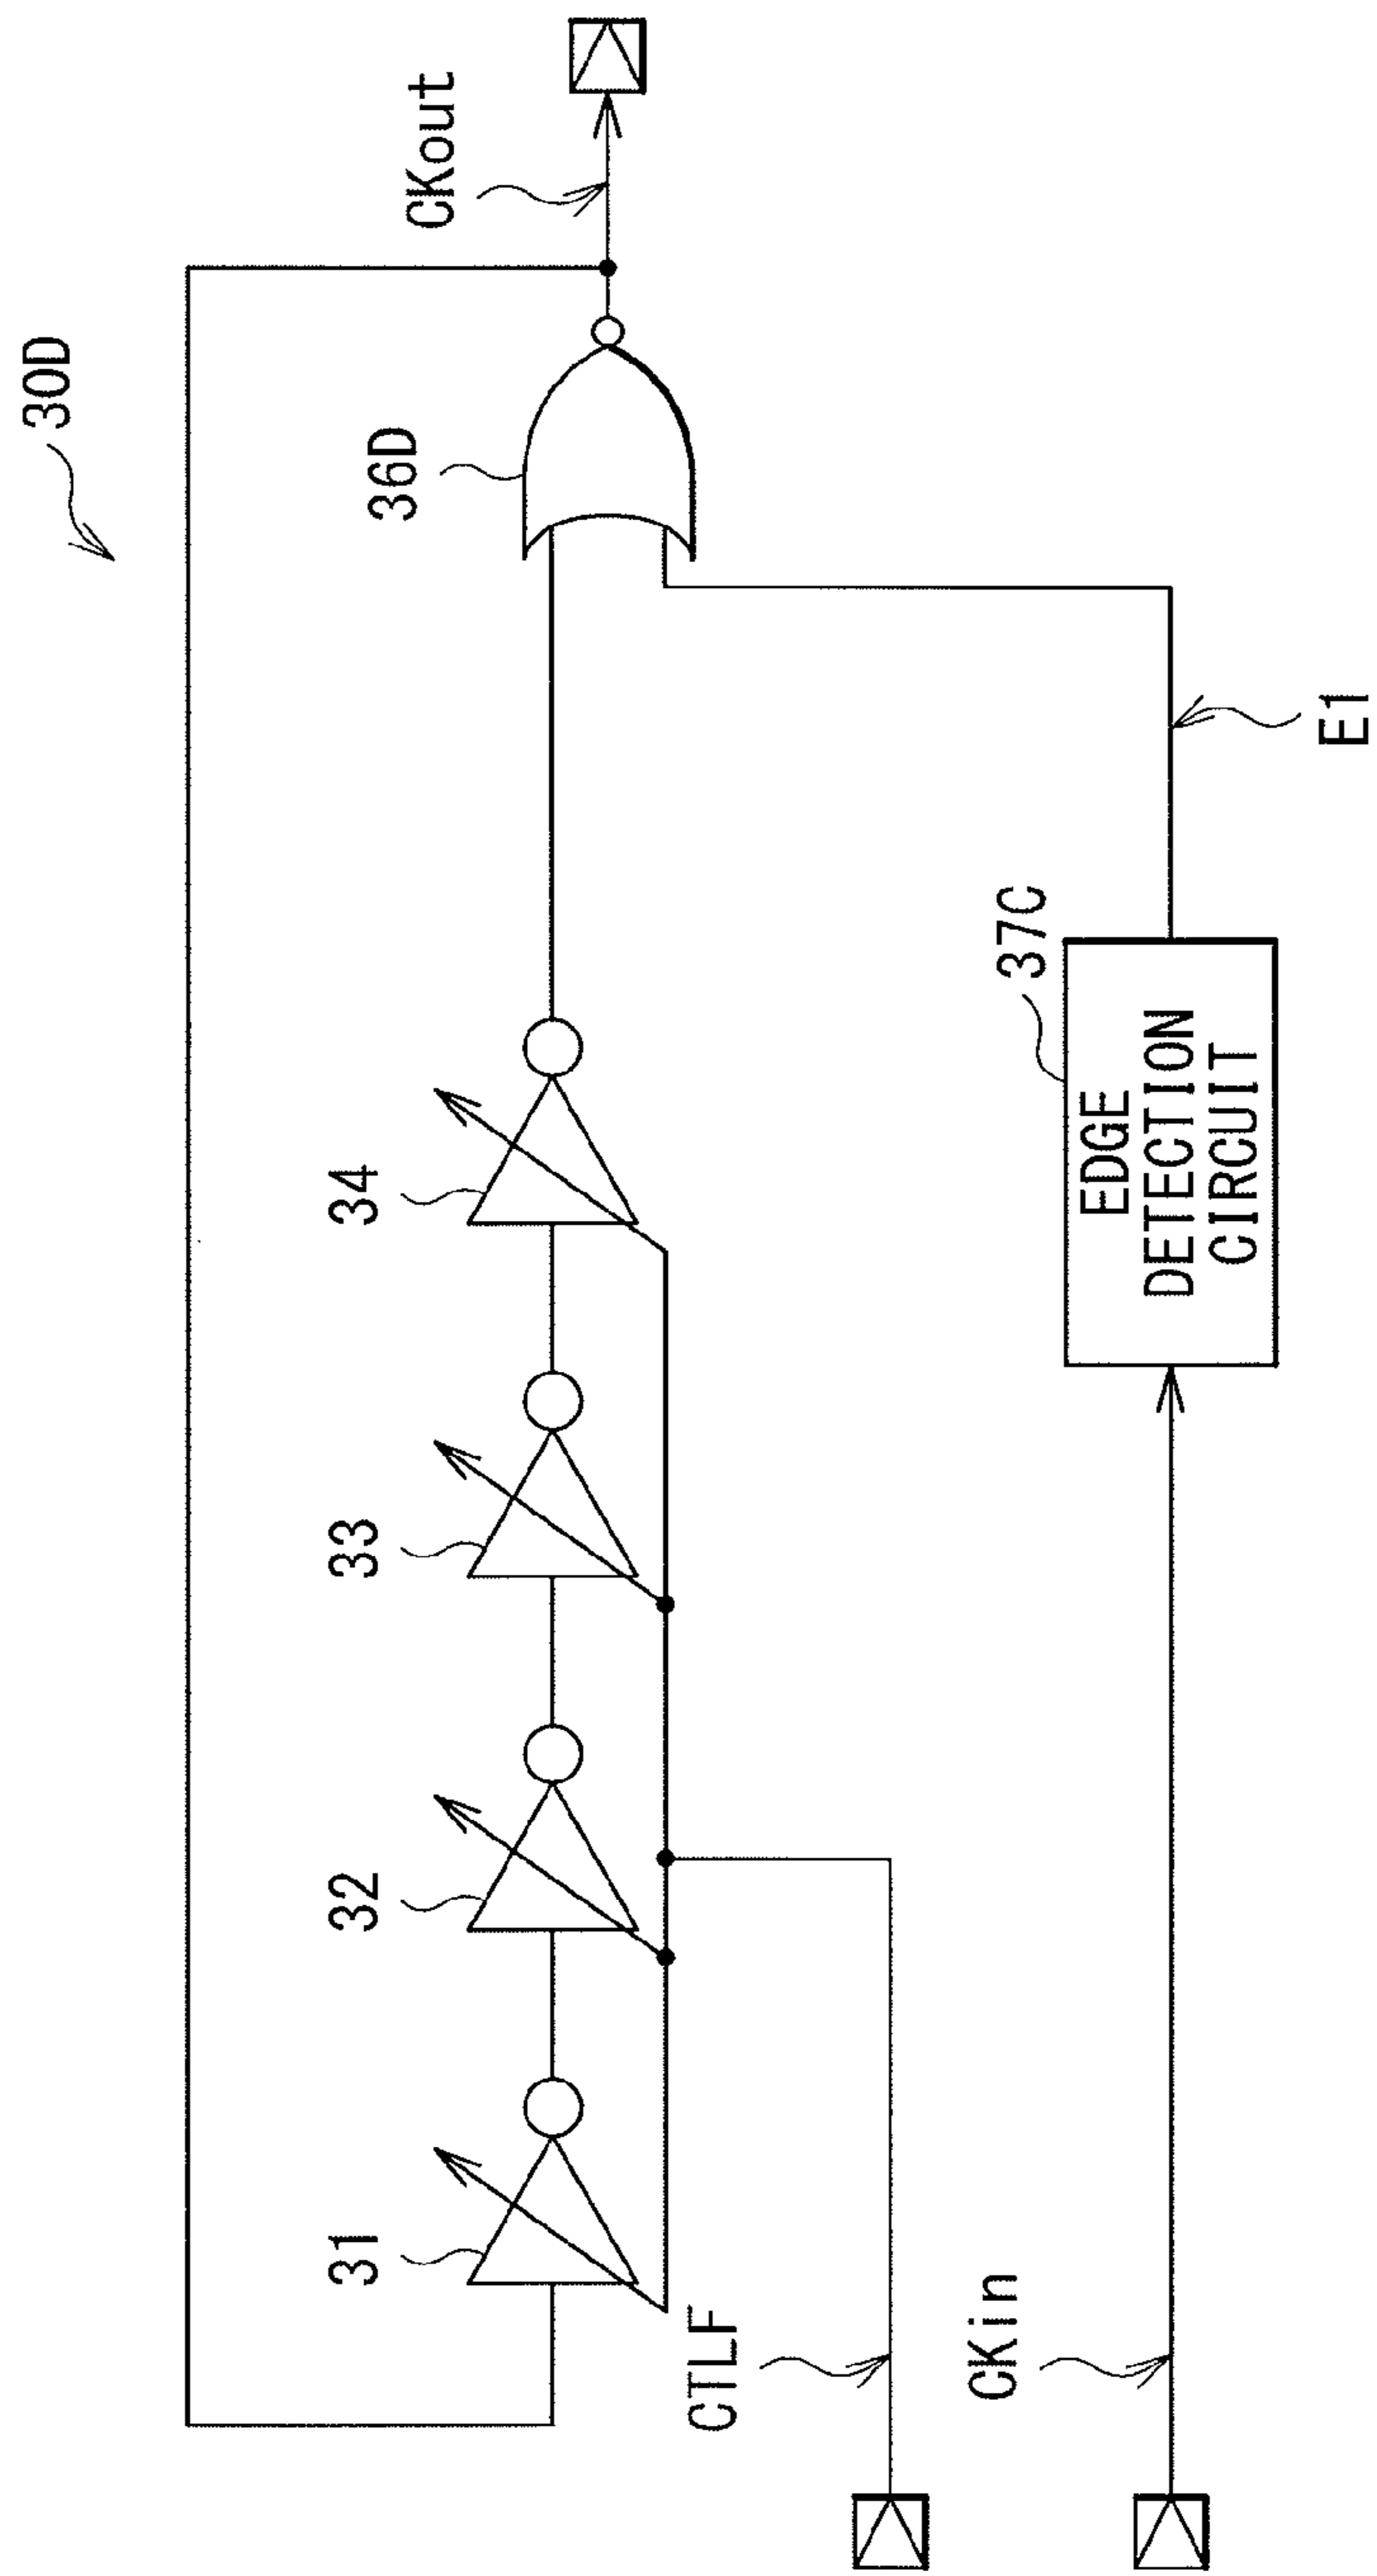 30D
31
32
33
34
36D
CKout
CTLF
CKin
37C
EDGE
DETECTION
CIRCUIT
E1